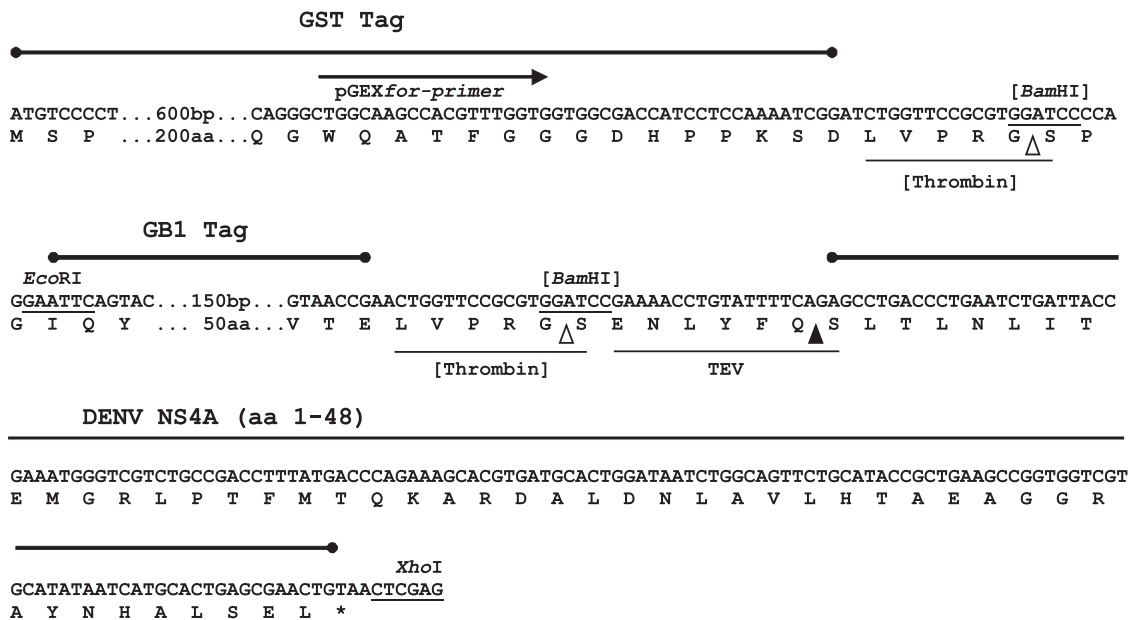 GST Tag
pGEXfor-primer
[BamHI]
ATGTCCCCT...600bp...CAGGGCTGGCAAGCCACGTTTGGTGGTGGCGACCATCCTCCAAAATCGGATCTGGTTCCGCGTGGATCCCCA
M S P ...200aa...Q G W Q A T F G G G D H P P K S D L V P R G S P
[Thrombin]
GB1 Tag
EcoRI
[BamHI]
GGAATTCAGTAC...150bp...GTAACCGAACTGGTTCCGCGTGGATCCGAAAACCTGTATTTTCAGAGCCTGACCCTGAATCTGATTACC
G I Q Y ... 50aa...V T E L V P R G S E N L Y F Q S L T L N L I T
[Thrombin]
TEV
DENV NS4A (aa 1-48)
GAAATGGGTCGTCTGCCGACCTTTATGACCCAGAAAGCACGTGATGCACTGGATAATCTGGCAGTTCTGCATACCGCTGAAGCCGGTGGTCGT
E M G R L P T F M T Q K A R D A L D N L A V L H T A E A G G R
XhoI
GCATATAATCATGCACTGAGCGAACTGTAACTCGAG
A Y N H A L S E L *